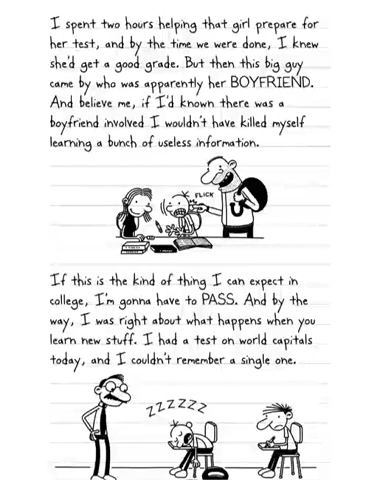 I spent two hours helping that girl prepare for
her test, and by the time we were done, I knew
she'd get a good grade. But then this big guy
came by who was apparently her BOYFRIEND.
And believe me, if I'd known there was a
boyfriend involved I wouldn't have killed myself
learning a bunch of useless information.
FLICK
If this is the kind of thing I can expect in
college, I'm gonna have to PASS. And by the
way, I was right about what happens when you
learn new stuff. I had a test on world capitals
today, and I couldn't remember a single one.
ZZZZZZ